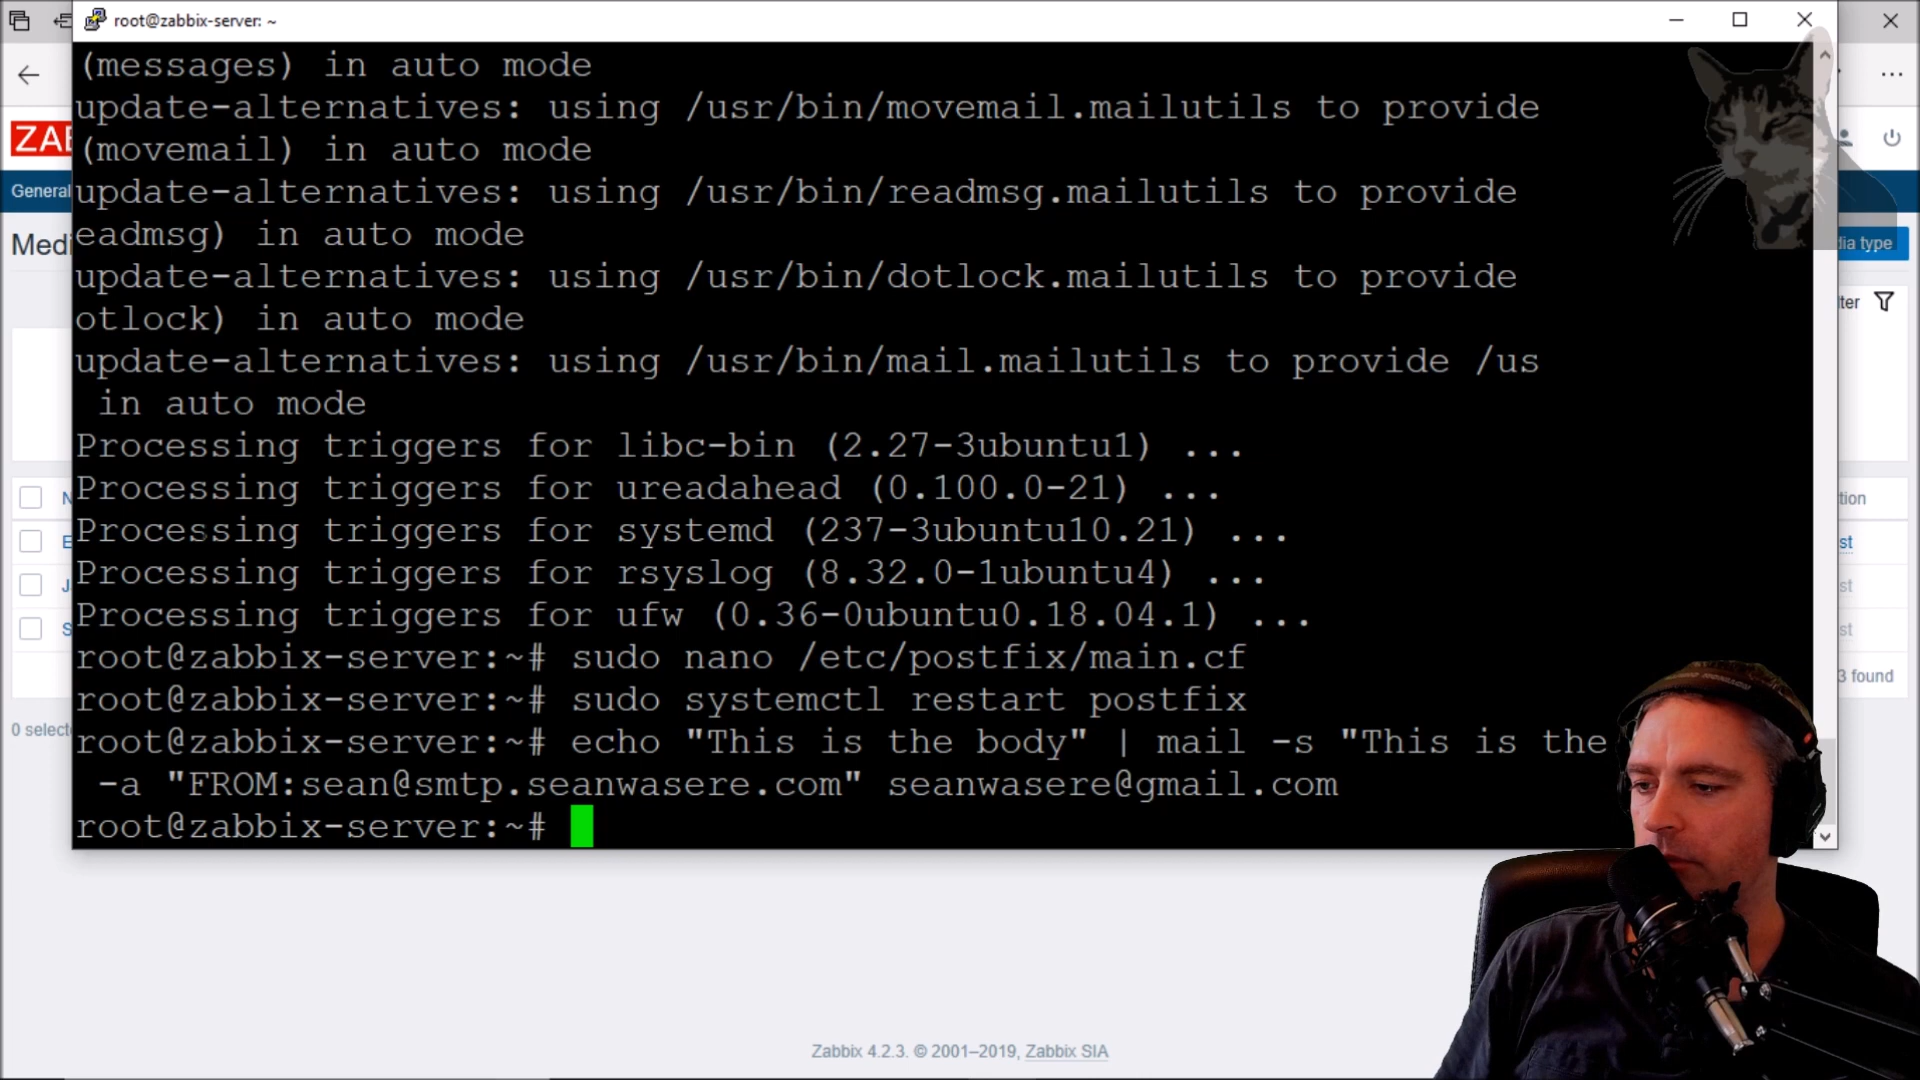 root@zabbix-server: ~
(messages) in auto mode
update-alternatives: using /usr/bin/movemail.mailutils to provide
(movemail) in auto mode
update-alternatives: using /usr/bin/readmsg.mailutils to provide
eadmsg) in auto mode
update-alternatives: using /usr/bin/dotlock.mailutils to provide
otlock) in auto mode
update-alternatives: using /usr/bin/mail.mailutils to provide /us
in auto mode
Processing triggers for libc-bin (2.27-3ubuntu1) ...
Processing triggers for ureadahead (0.100.0-21) ...
Processing triggers for systemd (237-3ubuntu10.21) ...
Processing triggers for rsyslog (8.32.0-1ubuntu4) ...
Processing triggers for ufw (0.36-0ubuntu0.18.04.1) ...
root@zabbix-server:~# sudo nano /etc/postfix/main.cf
root@zabbix-server:~# sudo systemctl restart postfix
root@zabbix-server:~# echo "This is the body" | mail -s "This is the
-a "FROM:sean@smtp.seanwasere.com" seanwasere@gmail.com
root@zabbix-server:~#
ZAB
General
Medi
dia type
lter
N
tion
E
st
J
st
S
st
3 found
0 select
Zabbix 4.2.3. © 2001–2019, Zabbix SIA